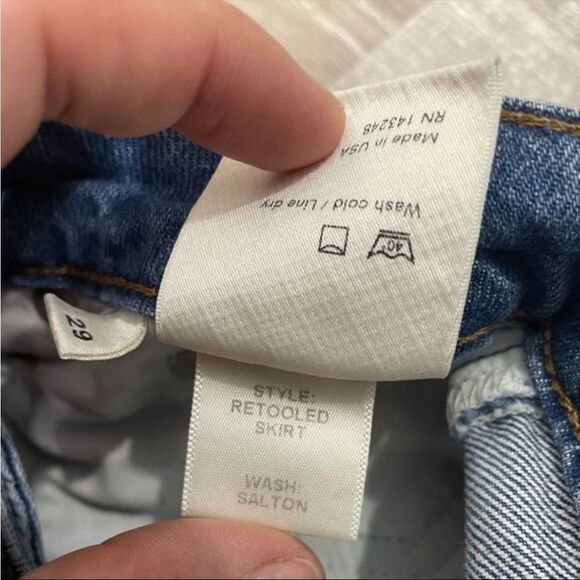 RN 143248
Made in USA
Wash cold / Line dry
40°
29
STYLE:
RETOOLED
SKIRT
WASH:
SALTON